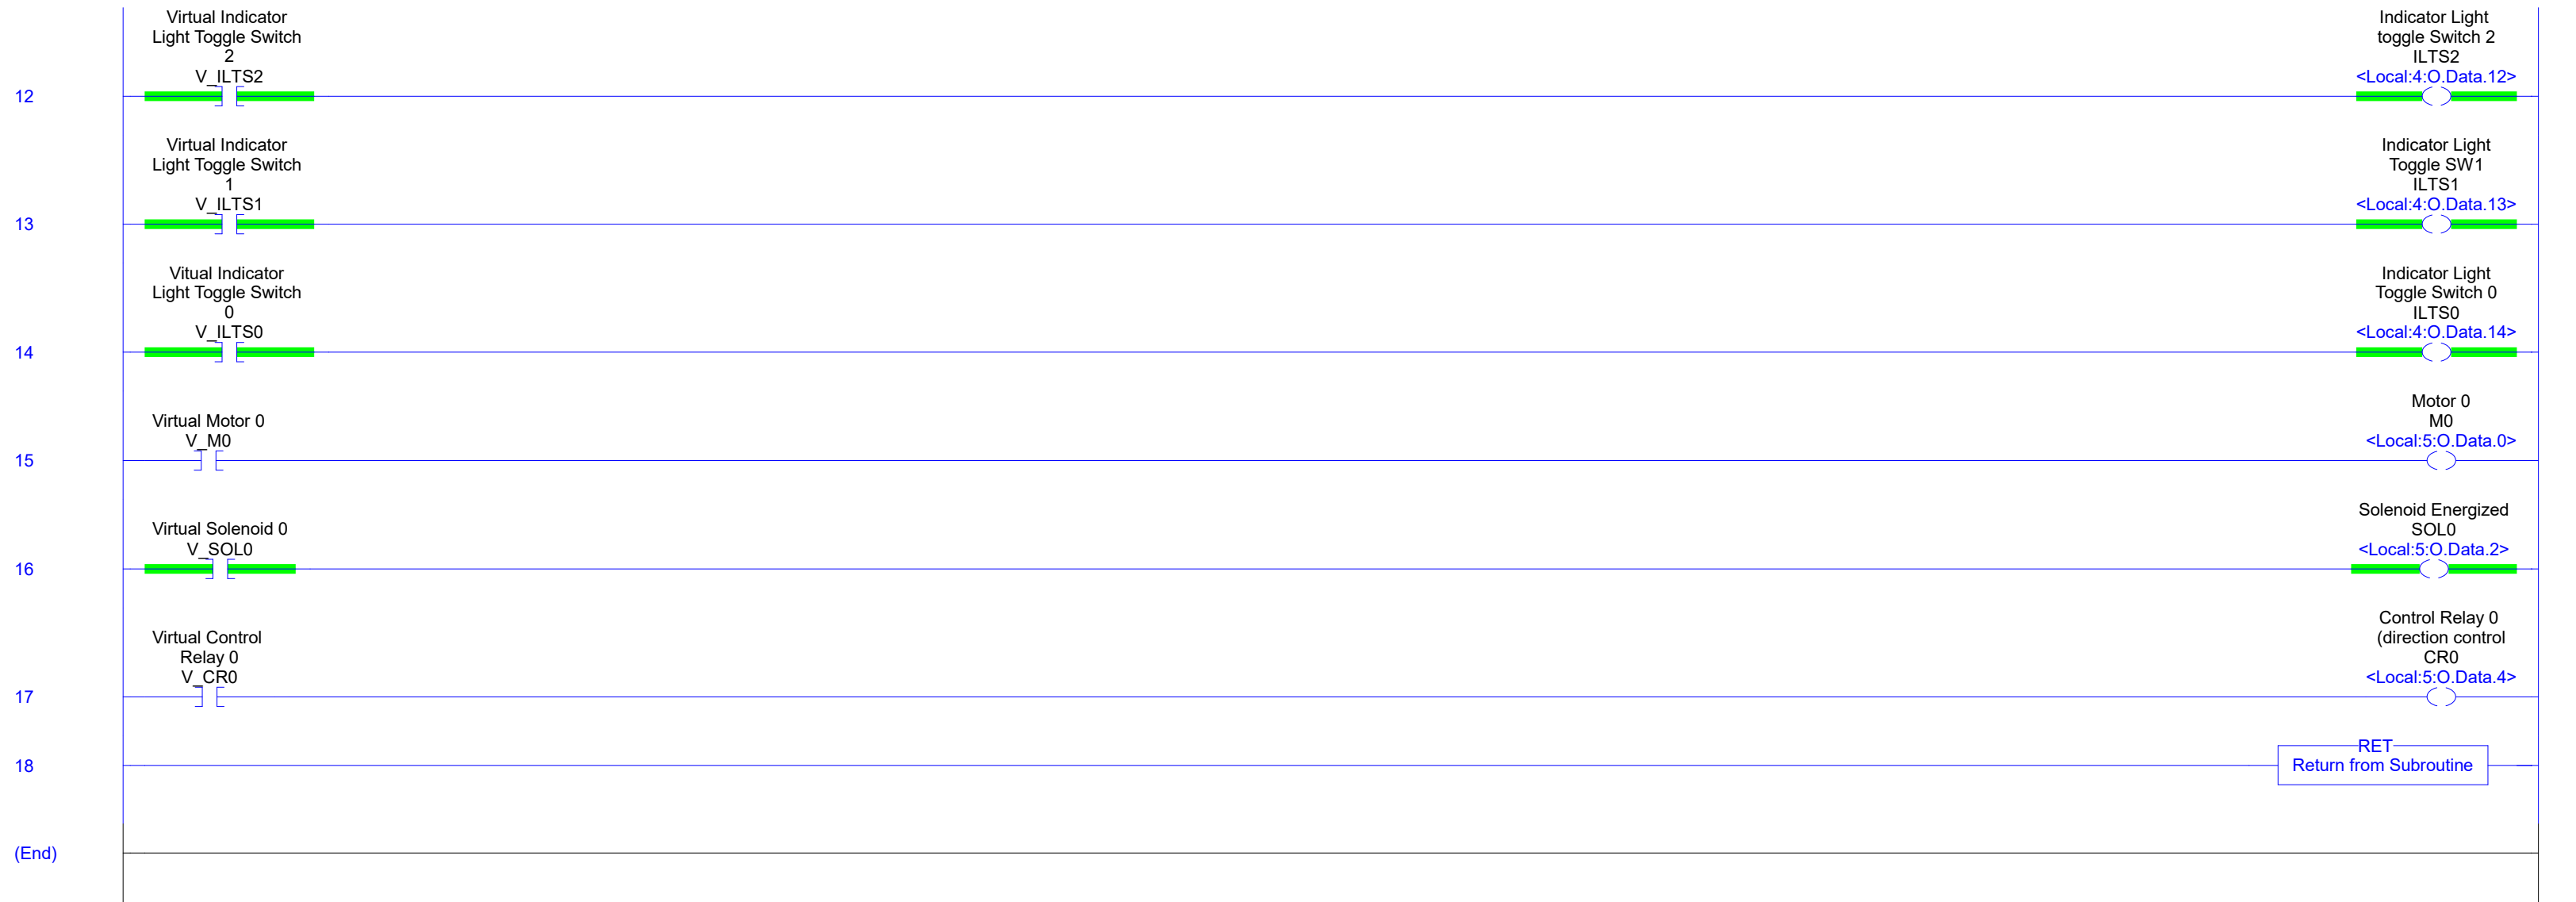 Virtual Indicator
Light Toggle Switch
2
V_ILTS2
Indicator Light
toggle Switch 2
ILTS2
<Local:4:O.Data.12>
12
Virtual Indicator
Light Toggle Switch
1
V_ILTS1
Indicator Light
Toggle SW1
ILTS1
<Local:4:O.Data.13>
13
Vitual Indicator
Light Toggle Switch
0
V_ILTS0
Indicator Light
Toggle Switch 0
ILTS0
<Local:4:O.Data.14>
14
Virtual Motor 0
V_M0
Motor 0
M0
<Local:5:O.Data.0>
15
Virtual Solenoid 0
V_SOL0
Solenoid Energized
SOL0
<Local:5:O.Data.2>
16
Virtual Control
Relay 0
V_CR0
Control Relay 0
(direction control
CR0
<Local:5:O.Data.4>
17
RET
18
Return from Subroutine
(End)